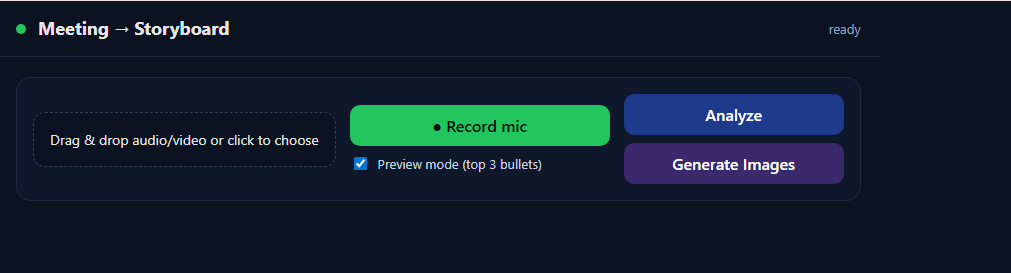 Meeting → Storyboard
ready
Drag & drop audio/video or click to choose
● Record mic
Preview mode (top 3 bullets)
Analyze
Generate Images